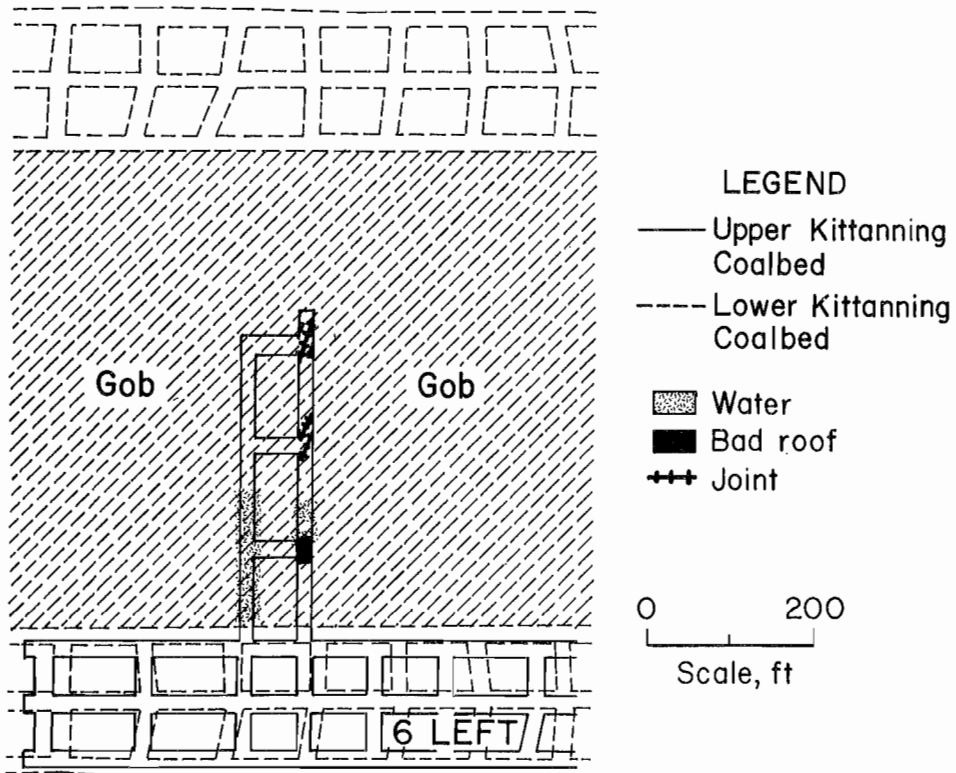 LEGEND
Upper Kittanning
Coalbed
Lower Kittanning
Coalbed
Gob
Gob
Water
Bad roof
Joint
0 200
Scale, ft
6 LEFT